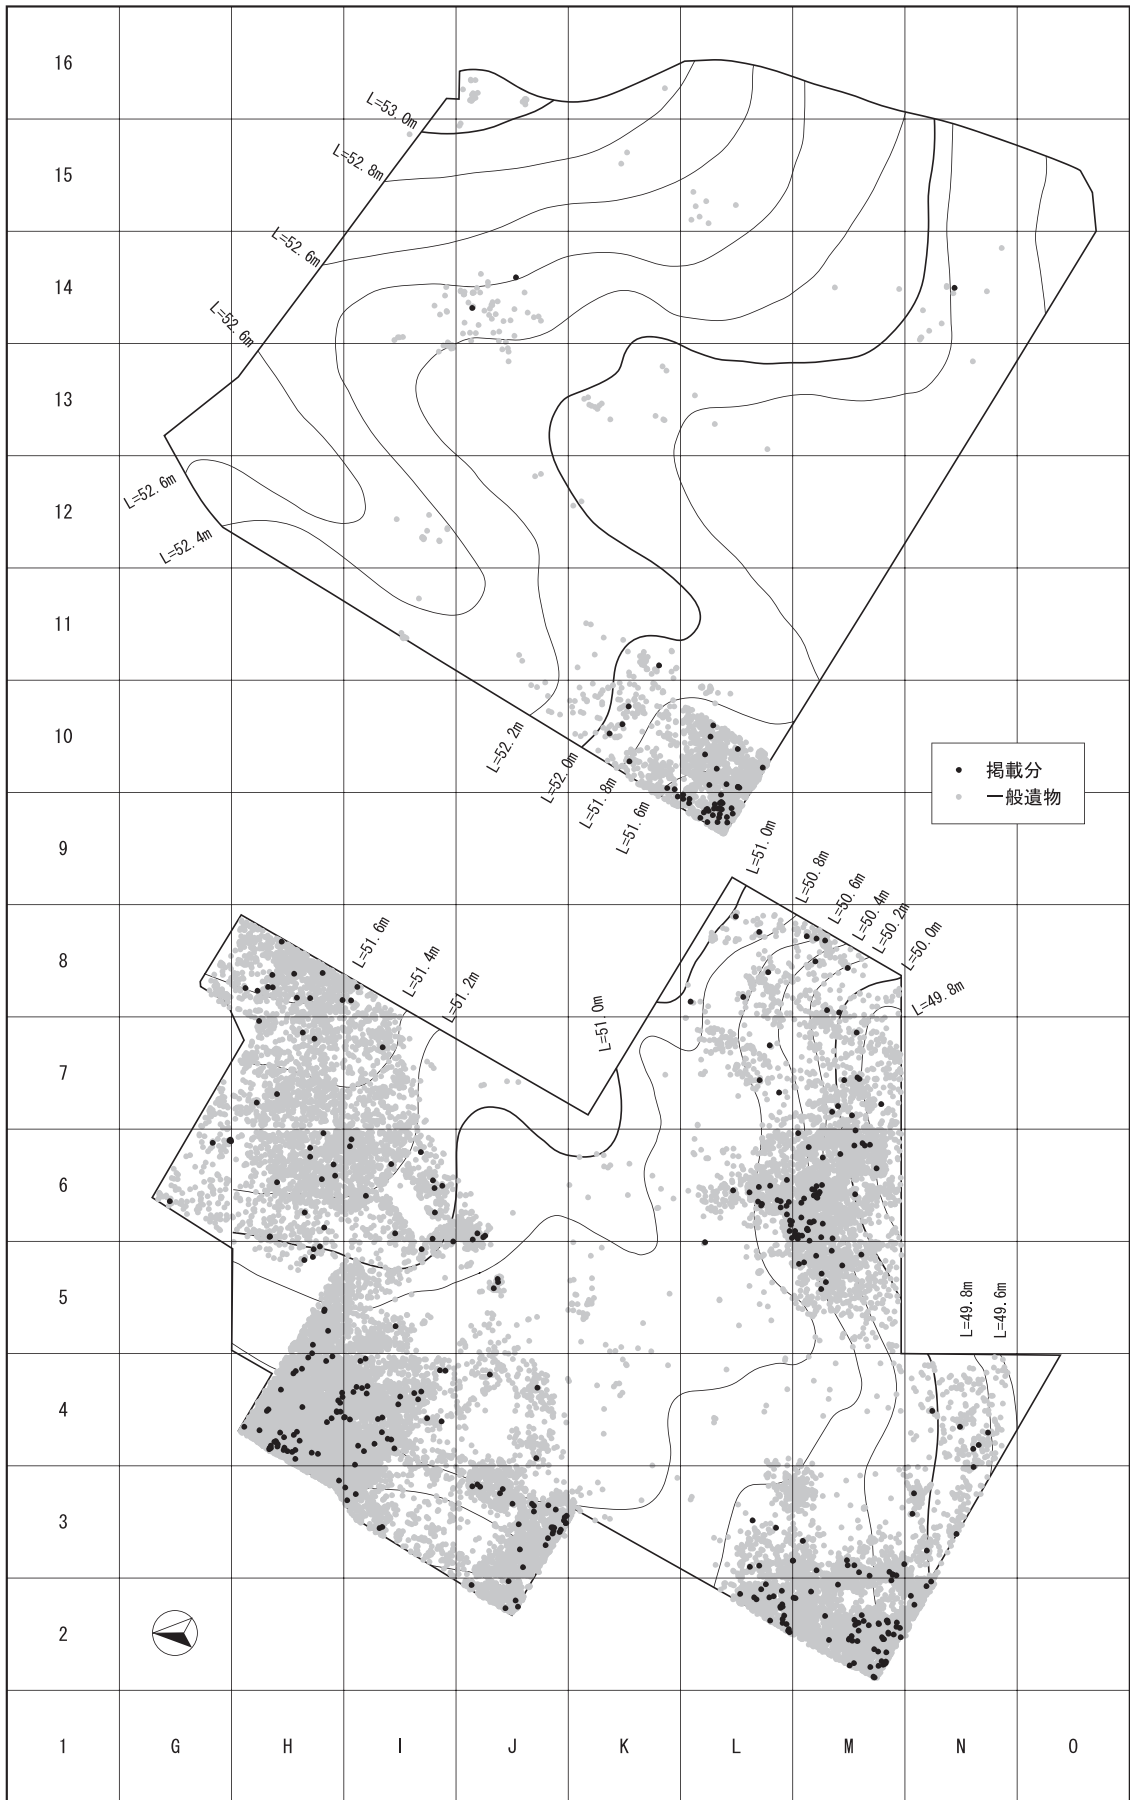 16
L=53.0m
15
L=52.8m
L=52.6m
14
L=52.6m
13
L=52.6m
12
L=52.4m
11
10
L=52.2m
L=52.0m
L=51.8m
L=51.6m
掲載分
一般遺物
9
L=51.0m
L=50.8m
L=50.6m
L=50.4m
L=50.2m
L=50.0m
L=49.8m
8
L=51.6m
L=51.4m
L=51.2m
L=51.0m
7
6
5
L=49.8m
L=49.6m
4
3
2
1
G
H
I
J
K
L
M
N
O